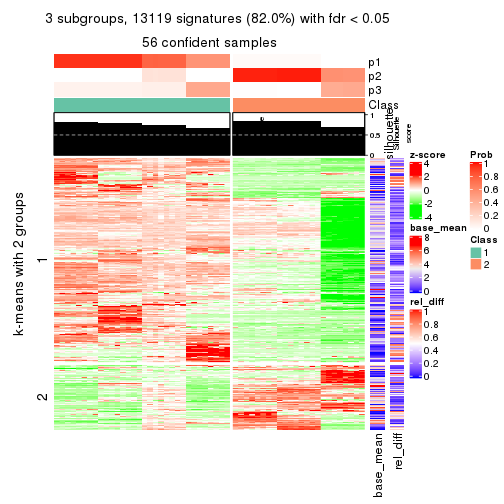 3 subgroups, 13119 signatures (82.0%) with fdr < 0.05
56 confident samples
p1
p2
p3
Class
1
0.5
0
silhouette
Silhouette
score
k-means with 2 groups
1
2
base_mean
rel_diff
z-score
4
2
0
-2
-4
base_mean
8
6
4
2
0
rel_diff
1
0.8
0.6
0.4
0.2
0
Prob
1
0.8
0.6
0.4
0.2
0
Class
1
2